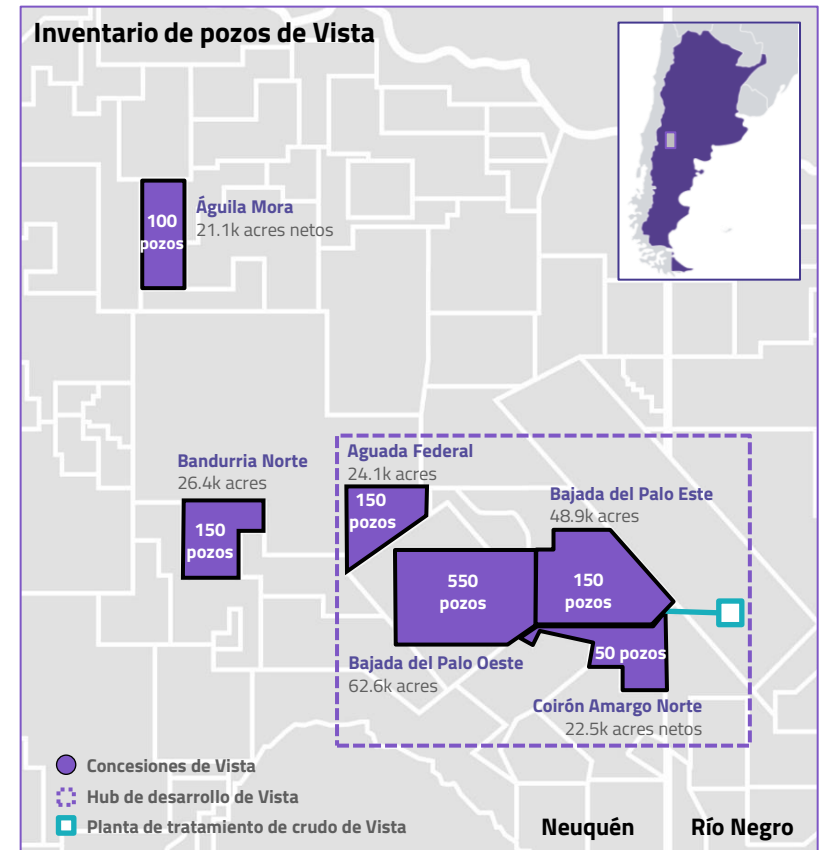 Inventario de pozos de Vista
100
pozos
Águila Mora
21.1k acres netos
Bandurria Norte
26.4k acres
150
pozos
Aguada Federal
24.1k acres
150
pozos
Bajada del Palo Este
48.9k acres
550
pozos
150
pozos
50 pozos
Bajada del Palo Oeste
62.6k acres
Coirón Amargo Norte
22.5k acres netos
Concesiones de Vista
Hub de desarrollo de Vista
Planta de tratamiento de crudo de Vista
Neuquén
Río Negro